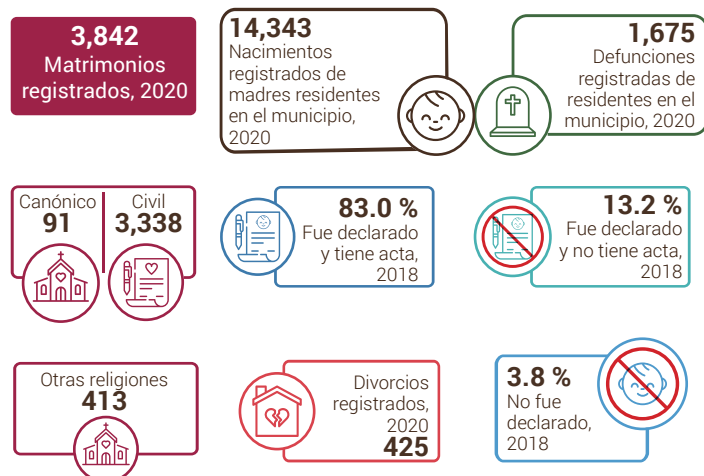 3,842
Matrimonios
registrados, 2020
14,343
Nacimientos
registrados de
madres residentes
en el municipio,
2020
1,675
Defunciones
registradas de
residentes en el
municipio, 2020
Canónico
91
Civil
3,338
83.0 %
Fue declarado
y tiene acta,
2018
13.2 %
Fue declarado
y no tiene acta,
2018
Otras religiones
413
Divorcios
registrados,
2020
425
3.8 %
No fue
declarado,
2018